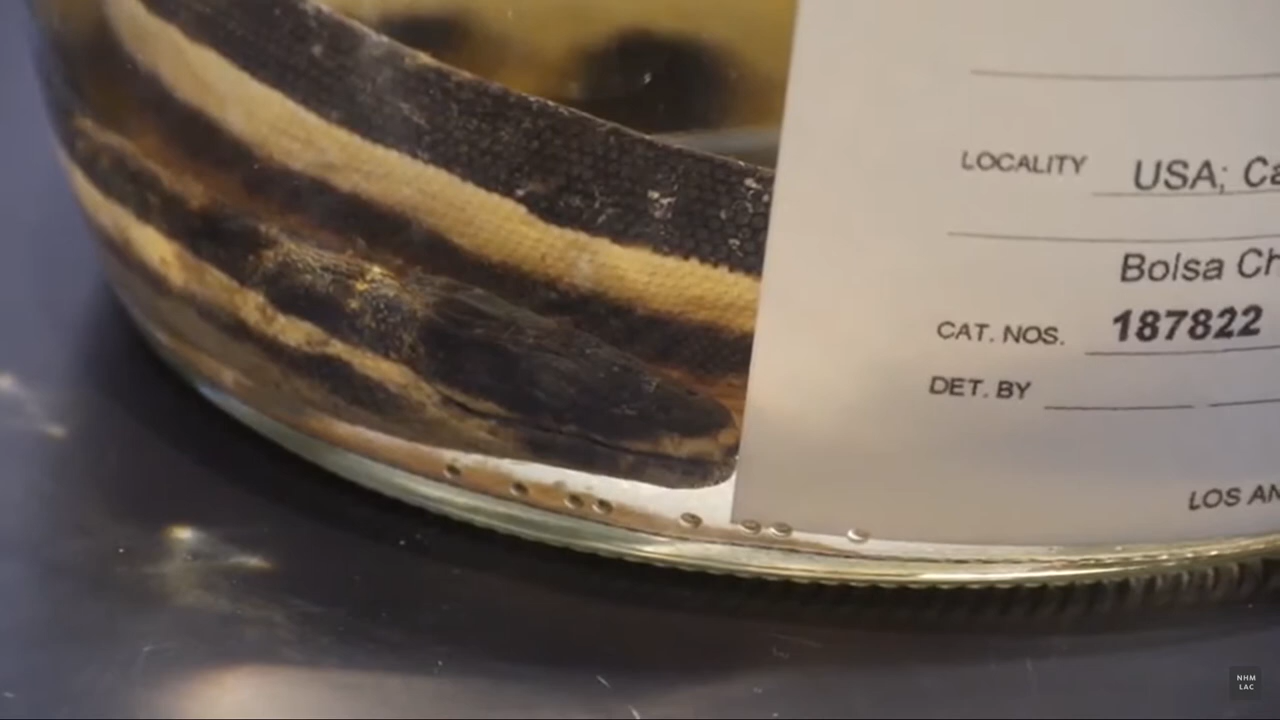 LOCALITY USA; Ca
Bolsa Ch
CAT. NOS. 187822
DET. BY
LOS AN
NHM
LAC